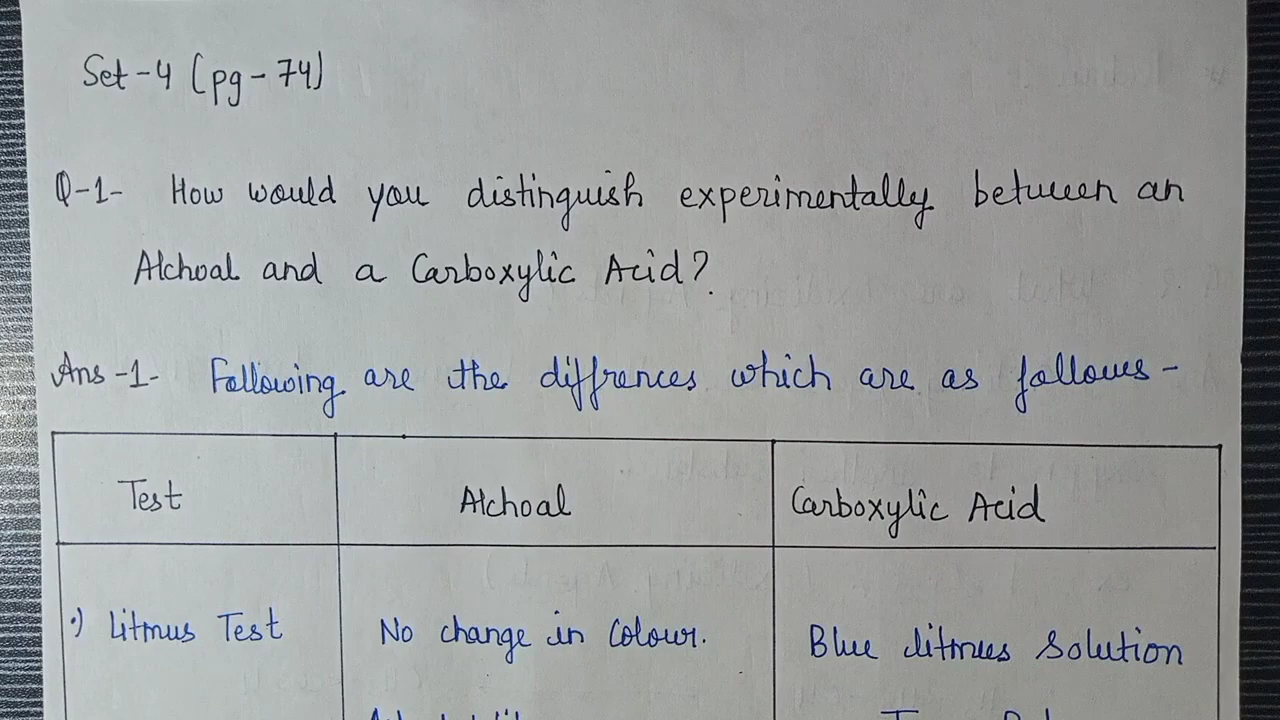 Set-4 (pg-74)
Q-1- How would you distinguish experimentally between an
Alchoal and a Carboxylic Acid?
Ans-1- Following are the diffrences which are as follows-
Test Alchoal Carboxylic Acid
•) Litmus Test No change in Colour. Blue litmus Solution